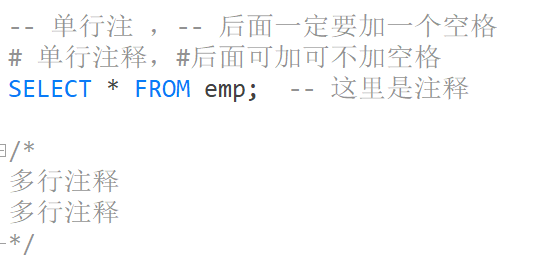 -- 单行注 ，-- 后面一定要加一个空格
# 单行注释，#后面可加可不加空格
SELECT * FROM emp;  -- 这里是注释
/*
多行注释
多行注释
*/